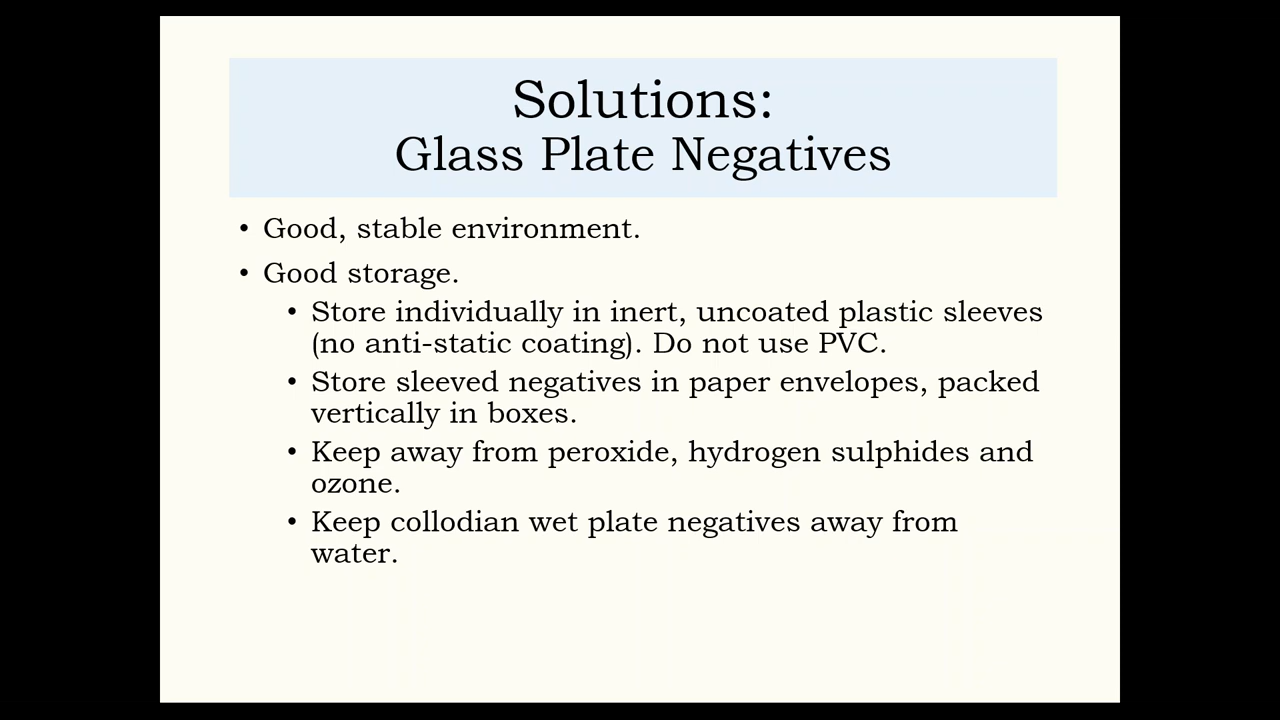 Solutions:
Glass Plate Negatives
• Good, stable environment.
• Good storage.
• Store individually in inert, uncoated plastic sleeves
(no anti-static coating). Do not use PVC.
• Store sleeved negatives in paper envelopes, packed
vertically in boxes.
• Keep away from peroxide, hydrogen sulphides and
ozone.
• Keep collodian wet plate negatives away from
water.